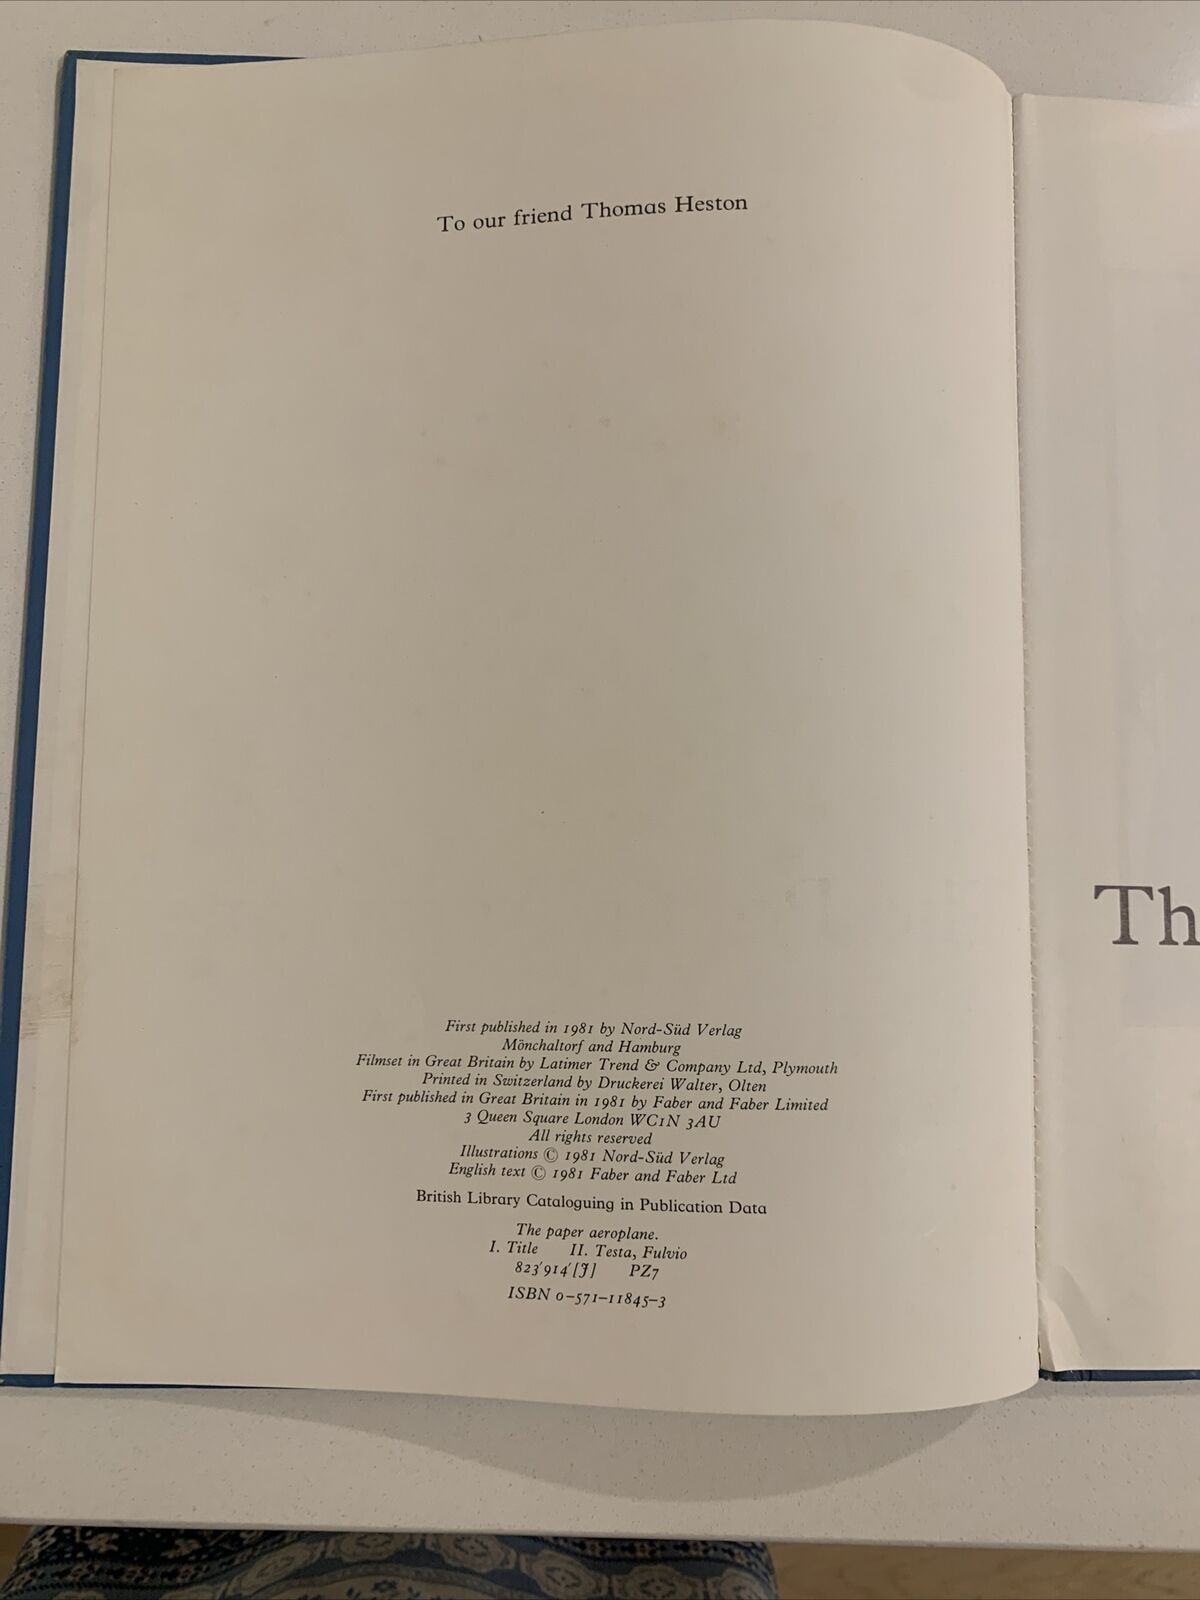 To our friend Thomas Heston
Th
First published in 1981 by Nord-Süd Verlag
Mönchaltorf and Hamburg
Filmset in Great Britain by Latimer Trend & Company Ltd, Plymouth
Printed in Switzerland by Druckerei Walter, Olten
First published in Great Britain in 1981 by Faber and Faber Limited
3 Queen Square London WC1N 3AU
All rights reserved
Illustrations © 1981 Nord-Süd Verlag
English text © 1981 Faber and Faber Ltd
British Library Cataloguing in Publication Data
The paper aeroplane.
I. Title II. Testa, Fulvio
823'914'[J] PZ7
ISBN 0-571-11845-3